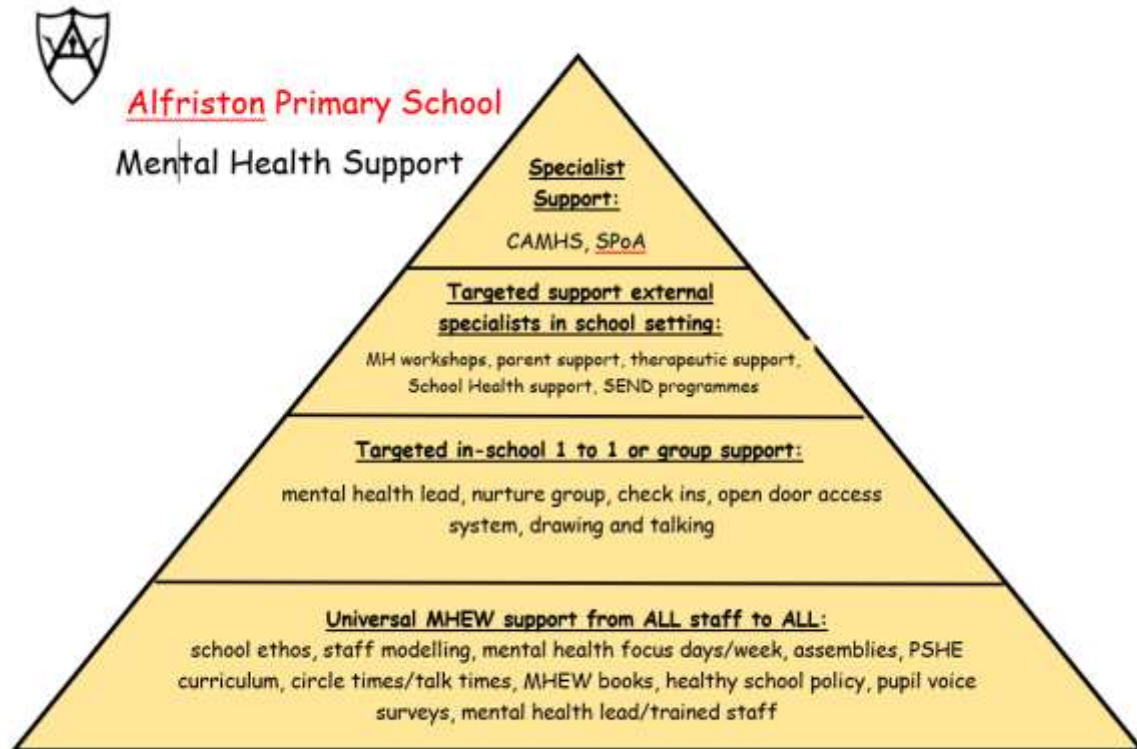 Alfriston Primary School
Mental Health Support
Specialist
Support:
CAMHS, SPoA
Targeted support external
specialists in school setting:
MH workshops, parent support, therapeutic support,
School Health support, SEND programmes
Targeted in-school 1 to 1 or group support:
mental health lead, nurture group, check ins, open door access
system, drawing and talking
Universal MHEW support from ALL staff to ALL:
school ethos, staff modelling, mental health focus days/week, assemblies, PSHE
curriculum, circle times/talk times, MHEW books, healthy school policy, pupil voice
surveys, mental health lead/trained staff